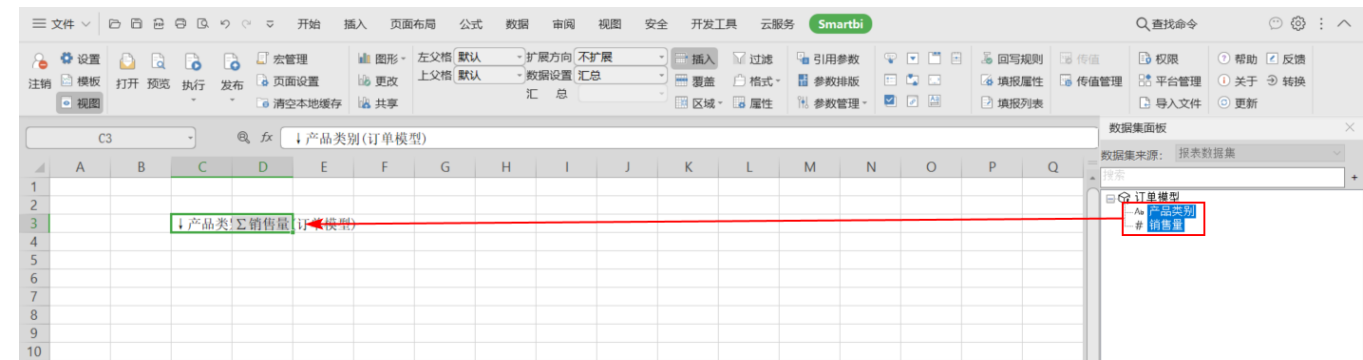 文件 开始 插入 页面布局 公式 数据 审阅 视图 安全 开发工具 云服务 Smartbi 查找命令
设置 宏管理 图形 左父格 默认 扩展方向 不扩展 插入 过滤 引用参数 回写规则 传值 权限 帮助 反馈
注销 模板 打开 预览 执行 发布 页面设置 更改 上父格 默认 数据设置 汇总 覆盖 格式 参数排版 填报属性 传值管理 平台管理 关于 转换
视图 清空本地缓存 共享 汇 总 区域 属性 参数管理 填报列表 导入文件 更新
C3 fx ↓产品类别(订单模型) 数据集面板
数据集来源: 报表数据集
A B C D E F G H I J K L M N O P Q 搜索 +
1 订单模型
2 产品类别
3 ↓产品类 Σ销售量 订单模型) # 销售量
4
5
6
7
8
9
10